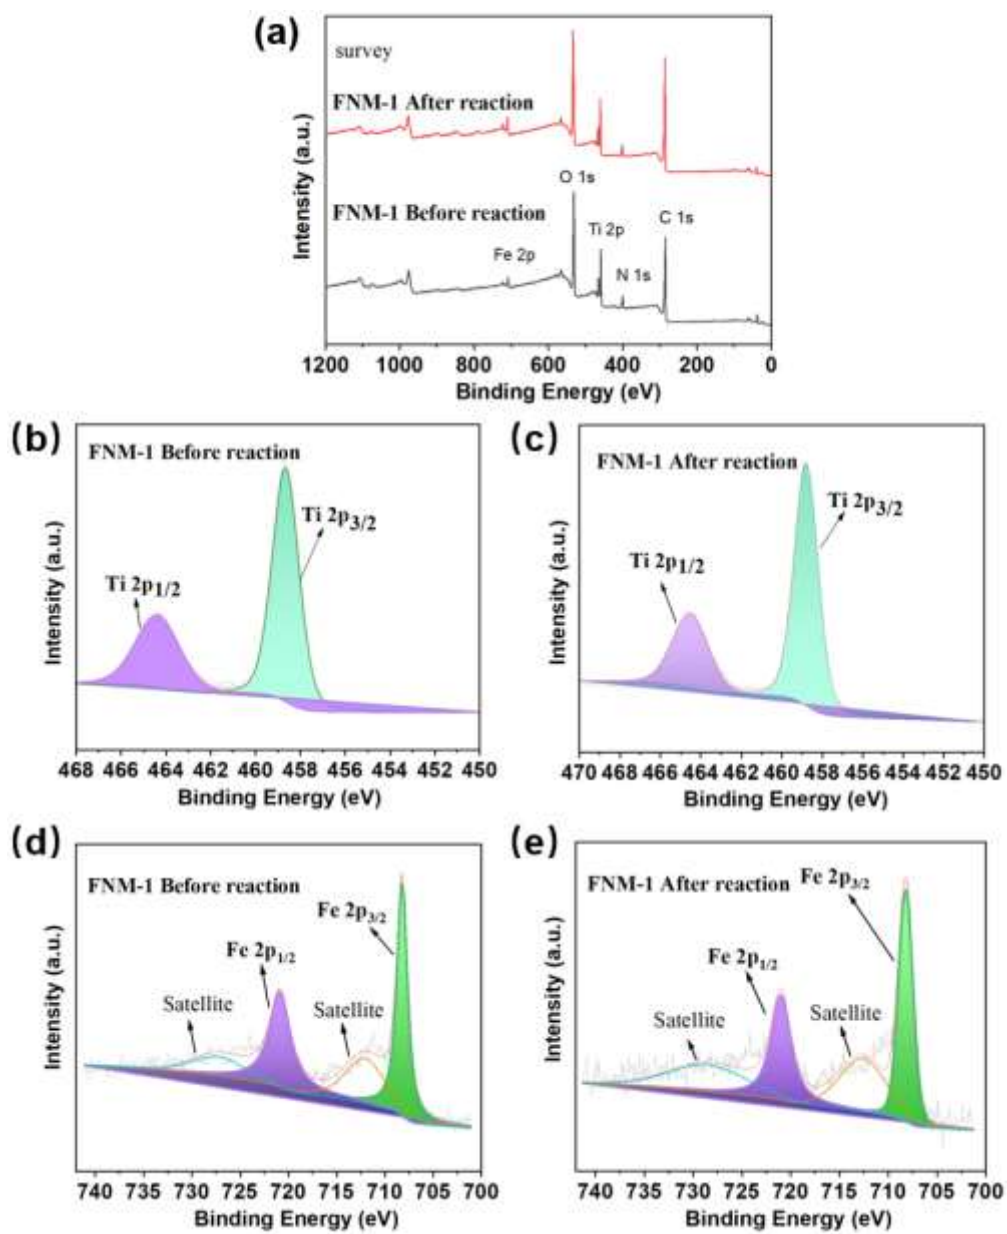 (a)
survey
FNM-1 After reaction
O 1s
FNM-1 Before reaction
C 1s
Ti 2p
Fe 2p
N 1s
Intensity (a.u.)
1200 1000 800 600 400 200 0
Binding Energy (eV)
(b)
FNM-1 Before reaction
Ti 2p3/2
Ti 2p1/2
Intensity (a.u.)
468 466 464 462 460 458 456 454 452 450
Binding Energy (eV)
(c)
FNM-1 After reaction
Ti 2p3/2
Ti 2p1/2
Intensity (a.u.)
470 468 466 464 462 460 458 456 454 452 450
Binding Energy (eV)
(d)
FNM-1 Before reaction
Fe 2p3/2
Fe 2p1/2
Satellite
Satellite
Intensity (a.u.)
740 735 730 725 720 715 710 705 700
Binding Energy (eV)
(e)
Fe 2p3/2
FNM-1 After reaction
Fe 2p1/2
Satellite
Satellite
Intensity (a.u.)
740 735 730 725 720 715 710 705 700
Binding Energy (eV)